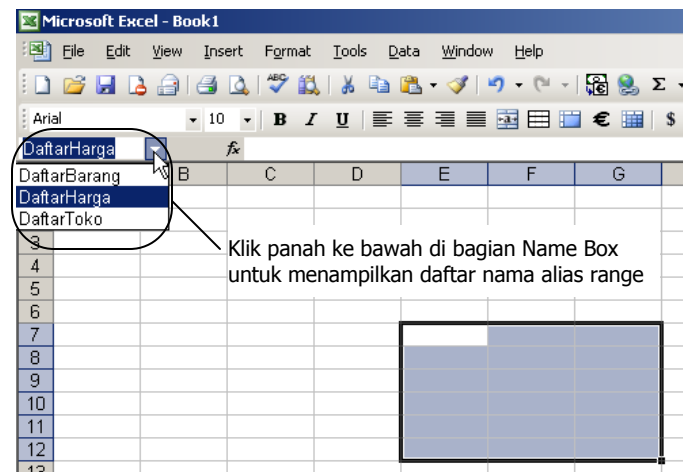 Microsoft Excel - Book1
File Edit View Insert Format Tools Data Window Help
ABC Σ
Arial 10 B I U a € $
DaftarHarga fx
DaftarBarang B C D E F G
DaftarHarga
DaftarToko
3
Klik panah ke bawah di bagian Name Box
4
untuk menampilkan daftar nama alias range
5
6
7
8
9
10
11
12
13